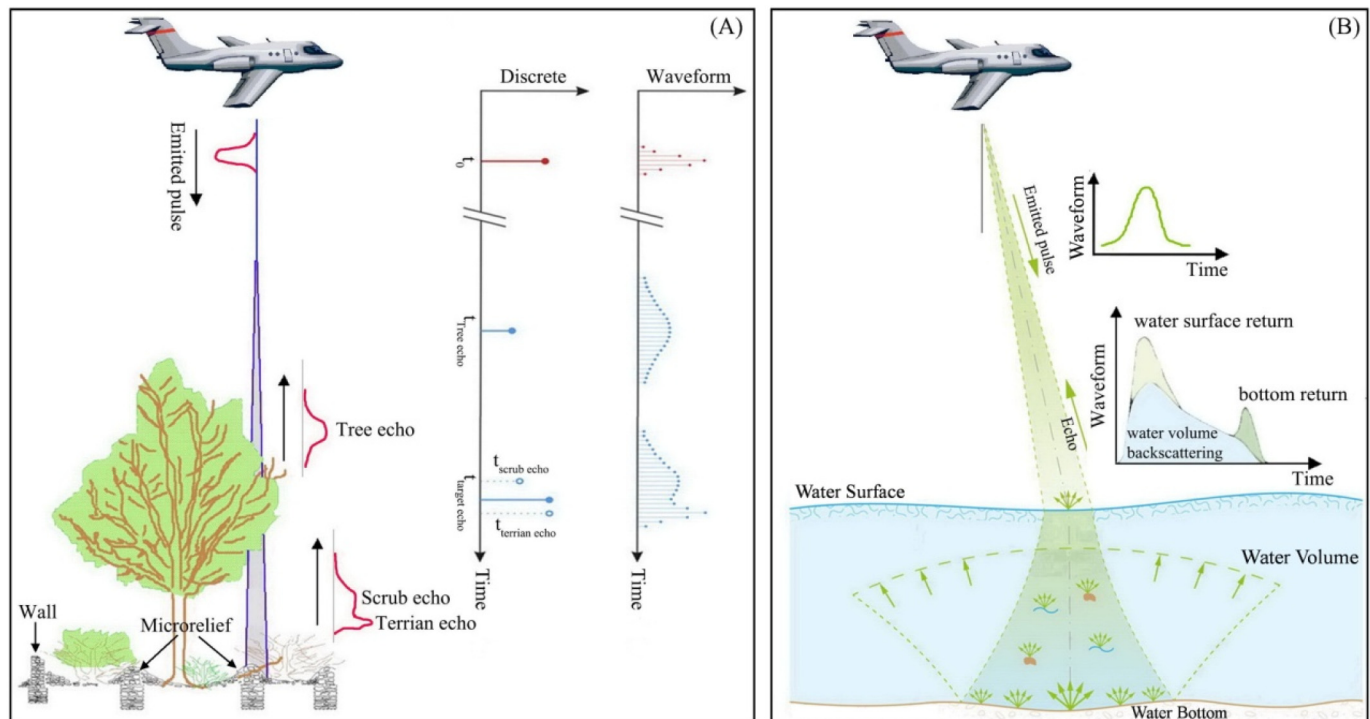 (A)
Discrete
Waveform
Emitted pulse
t0
tTree echo
tscrub echo
ttarget echo
tterrian echo
Time
Time
Tree echo
Scrub echo
Terrian echo
Wall
Microrelief
(B)
Emitted pulse
Waveform
Time
water surface return
Waveform
bottom return
water volume
backscattering
Time
Echo
Water Surface
Water Volume
Water Bottom